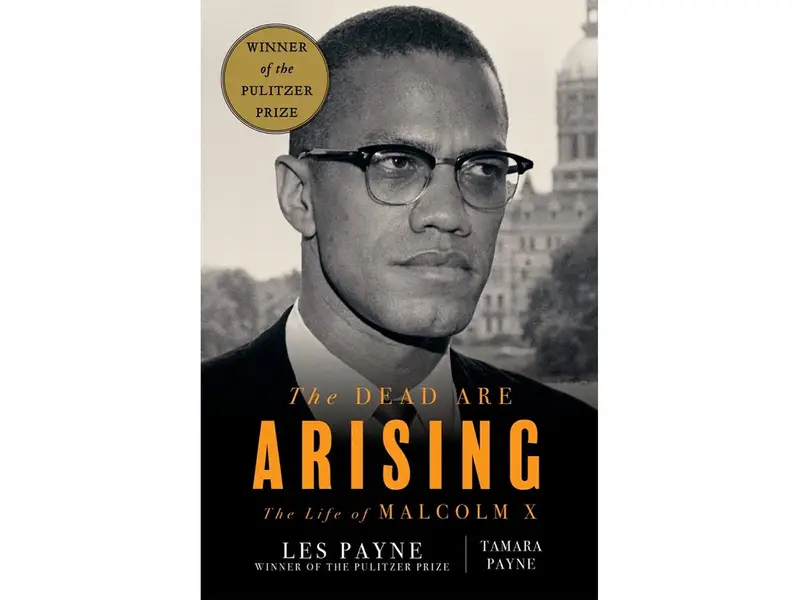 WINNER
of the
PULITZER
PRIZE
The DEAD ARE
ARISING
The Life of MALCOLM X
LES PAYNE
WINNER OF THE PULITZER PRIZE
TAMARA
PAYNE